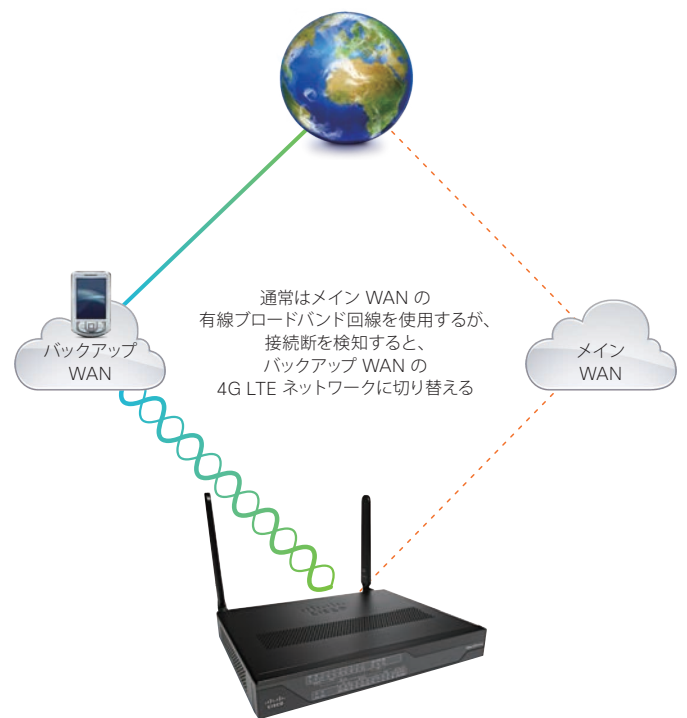 通常はメイン WAN の
有線ブロードバンド回線を使用するが、
接続断を検知すると、
バックアップ WAN の
4G LTE ネットワークに切り替える
バックアップ
WAN
メイン
WAN
CISCO